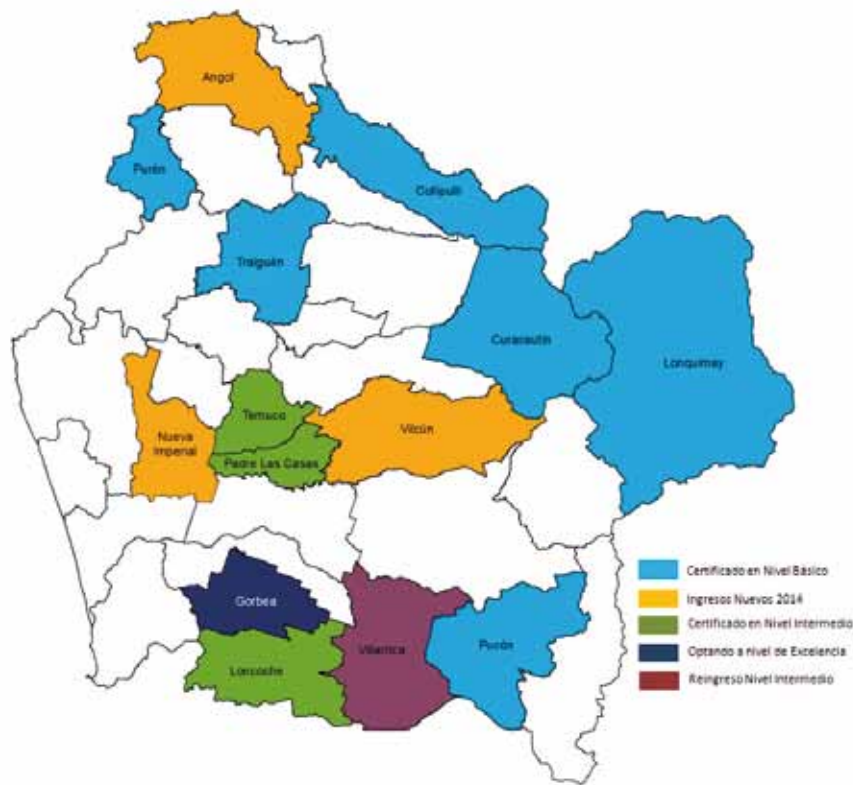 Angol
Purén
Collipulli
Traiguén
Curacautín
Lonquimay
Temuco
Vilcún
Nueva
Imperial
Padre Las Casas
Gorbea
Loncoche
Villarrica
Pucón
Certificado en Nivel Básico
Ingresos Nuevos 2014
Certificado en Nivel Intermedio
Optando a nivel de Excelencia
Reingreso Nivel Intermedio